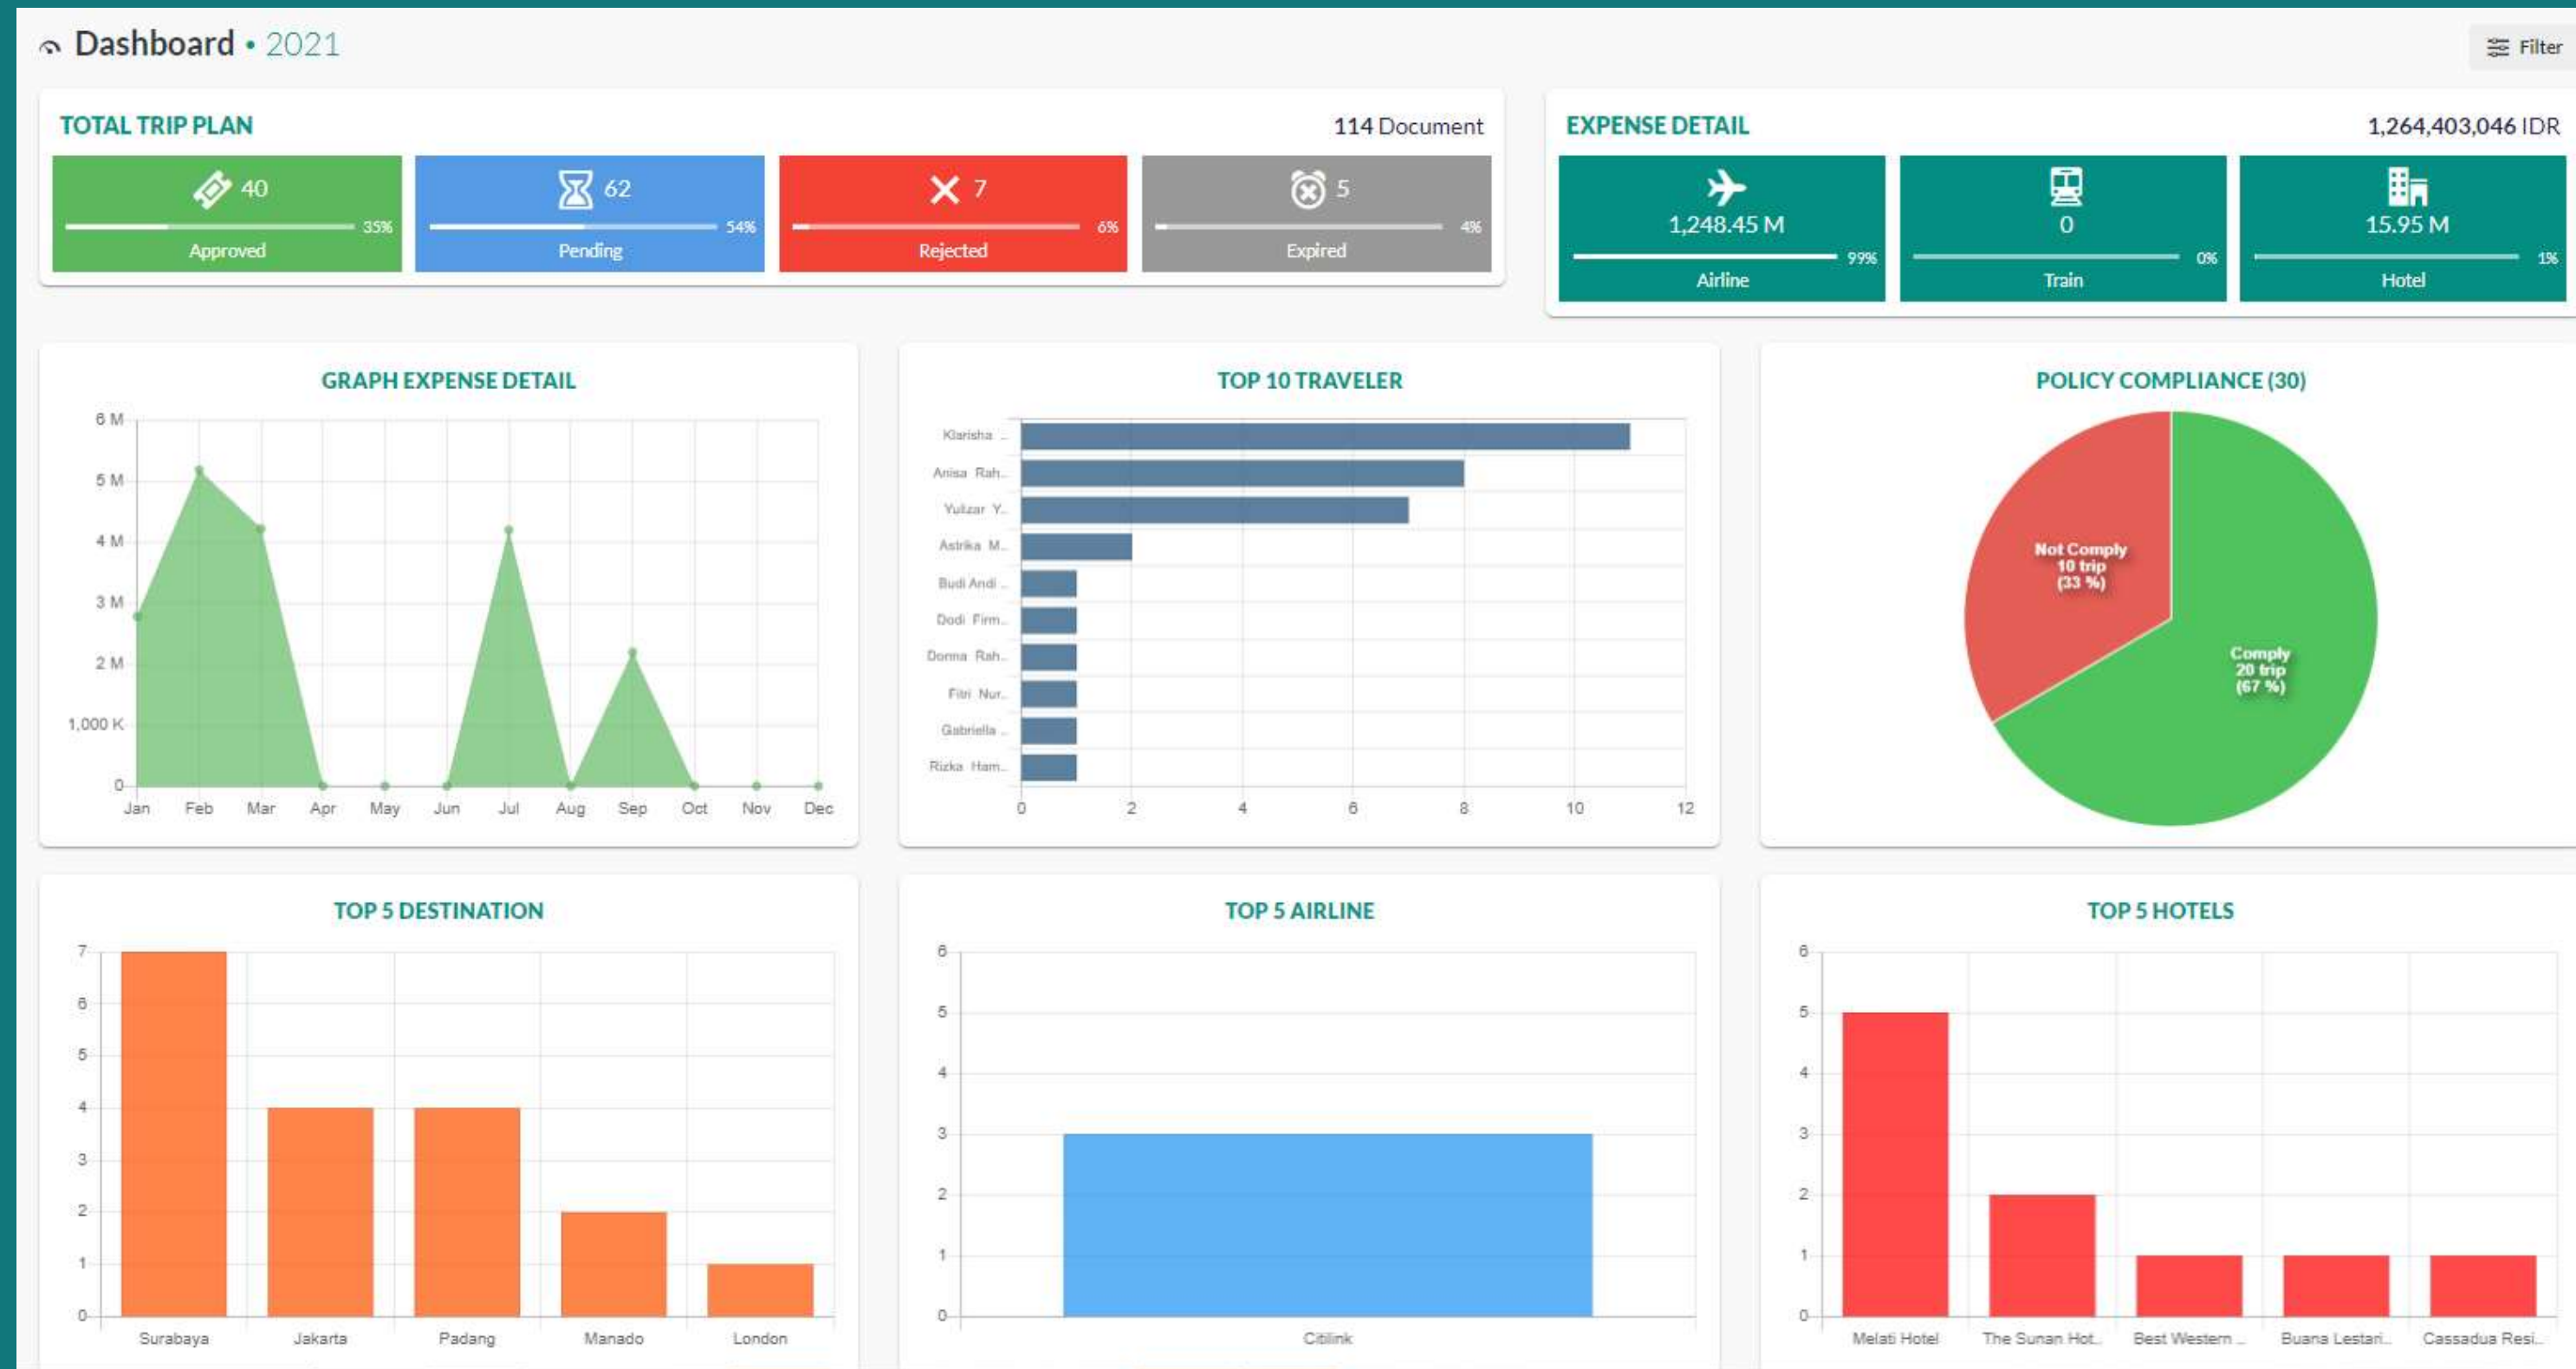 Dashboard • 2021
Filter
TOTAL TRIP PLAN
114 Document
40
35%
Approved
62
54%
Pending
7
6%
Rejected
5
4%
Expired
EXPENSE DETAIL
1,264,403,046 IDR
1,248.45 M
99%
Airline
0
0%
Train
15.95 M
1%
Hotel
GRAPH EXPENSE DETAIL
6 M
5 M
4 M
3 M
2 M
1,000 K
0
Jan Feb Mar Apr May Jun Jul Aug Sep Oct Nov Dec
TOP 10 TRAVELER
Klarisha ...
Anisa Rah...
Yulizar Y...
Astrika M...
Budi Andi ...
Dodi Firm...
Donna Rah...
Fitri Nur...
Gabriella ...
Rizka Ham...
0 2 4 6 8 10 12
POLICY COMPLIANCE (30)
Not Comply
10 trip
(33 %)
Comply
20 trip
(67 %)
TOP 5 DESTINATION
7
6
5
4
3
2
1
0
Surabaya Jakarta Padang Manado London
TOP 5 AIRLINE
6
5
4
3
2
1
0
Citilink
TOP 5 HOTELS
6
5
4
3
2
1
0
Melati Hotel The Sunan Hot... Best Western ... Buana Lestari... Cassadua Resi...